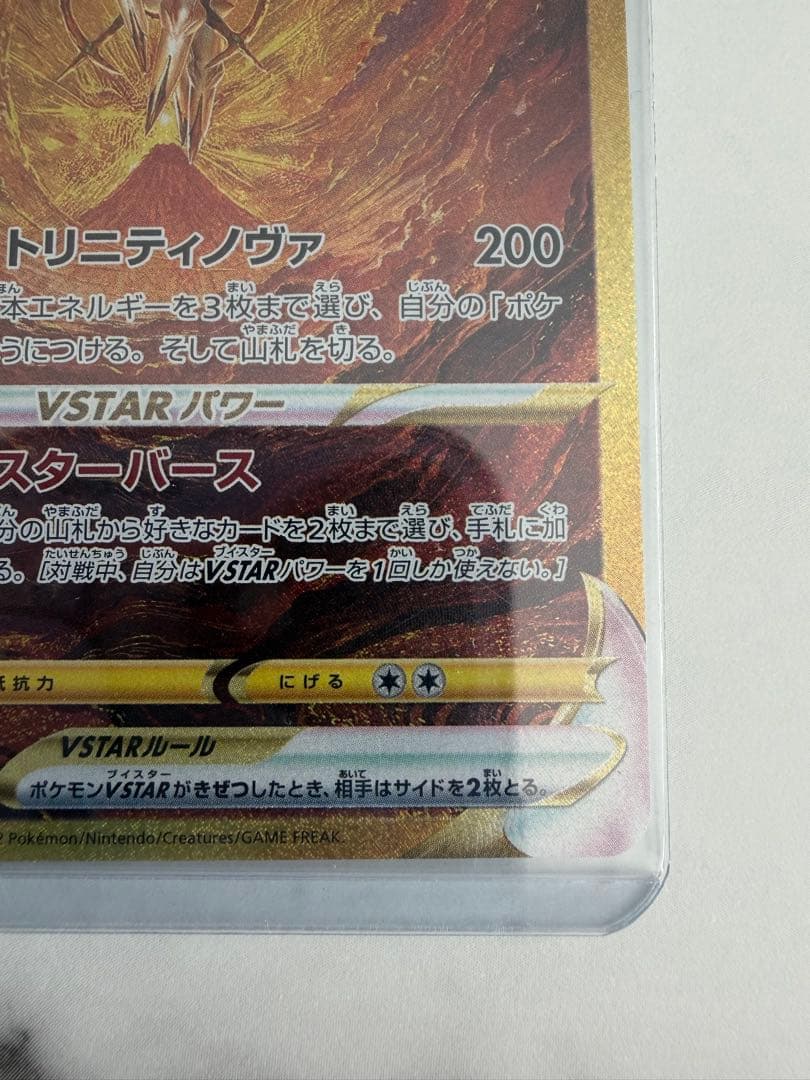 トリニティノヴァ 200
本エネルギーを3枚まで選び、自分の「ポケ
うにつける。そして山札を切る。
VSTARパワー
スターバース
分の山札から好きなカードを2枚まで選び、手札に加
る。[対戦中、自分はVSTARパワーを1回しか使えない。]
抗力 にげる
VSTARルール
ポケモンVSTARがきぜつしたとき、相手はサイドを2枚とる。
Pokémon/Nintendo/Creatures/GAME FREAK.